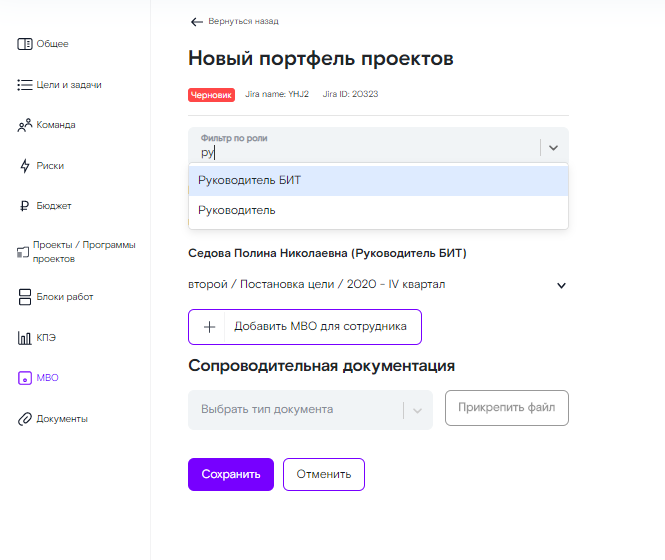 Вернуться назад
Новый портфель проектов
Черновик Jira name: YHJ2 Jira ID: 20323
Общее
Цели и задачи
Команда
Риски
Бюджет
Проекты / Программы
проектов
Блоки работ
КПЭ
МВО
Документы
Фильтр по роли
ру
Руководитель БИТ
Руководитель
Седова Полина Николаевна (Руководитель БИТ)
второй / Постановка цели / 2020 - IV квартал
Добавить МВО для сотрудника
Сопроводительная документация
Выбрать тип документа
Прикрепить файл
Сохранить
Отменить